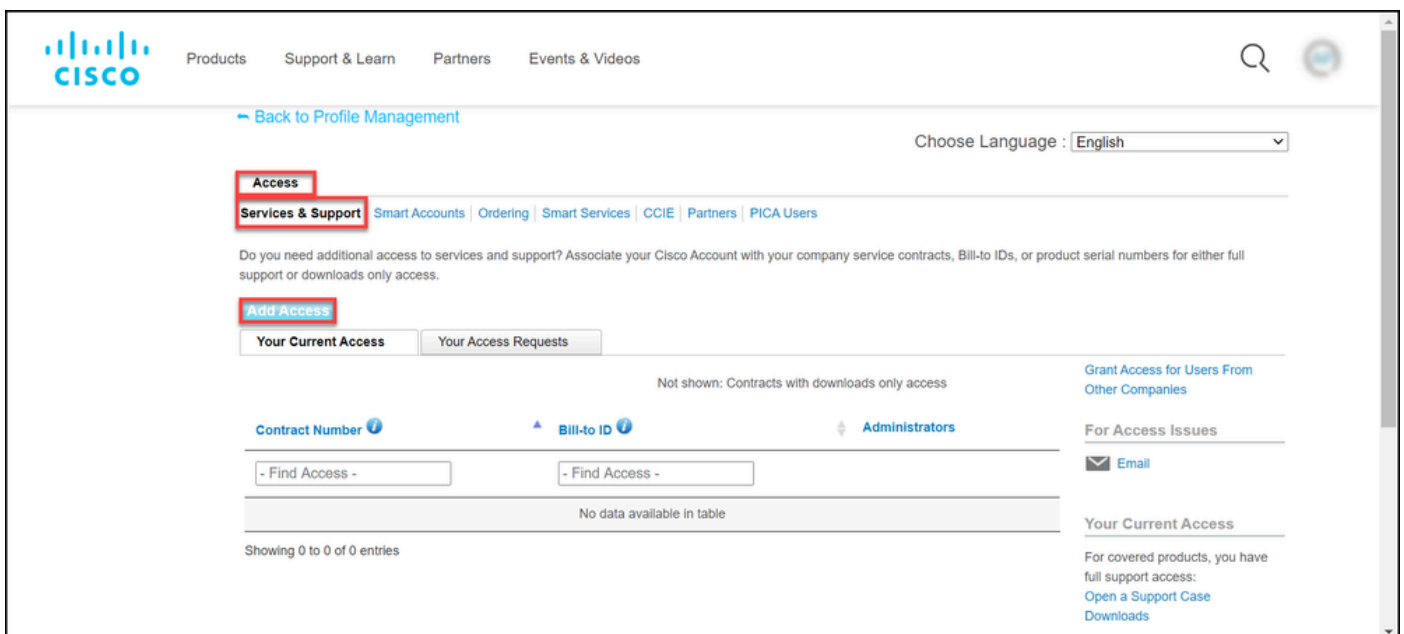 CISCO
Products Support & Learn Partners Events & Videos
Back to Profile Management
Choose Language : English
Access
Services & Support Smart Accounts Ordering Smart Services CCIE Partners PICA Users
Do you need additional access to services and support? Associate your Cisco Account with your company service contracts, Bill-to IDs, or product serial numbers for either full
support or downloads only access.
Add Access
Your Current Access Your Access Requests
Not shown: Contracts with downloads only access
Contract Number Bill-to ID Administrators
- Find Access - - Find Access -
No data available in table
Showing 0 to 0 of 0 entries
Grant Access for Users From
Other Companies
For Access Issues
Email
Your Current Access
For covered products, you have
full support access:
Open a Support Case
Downloads